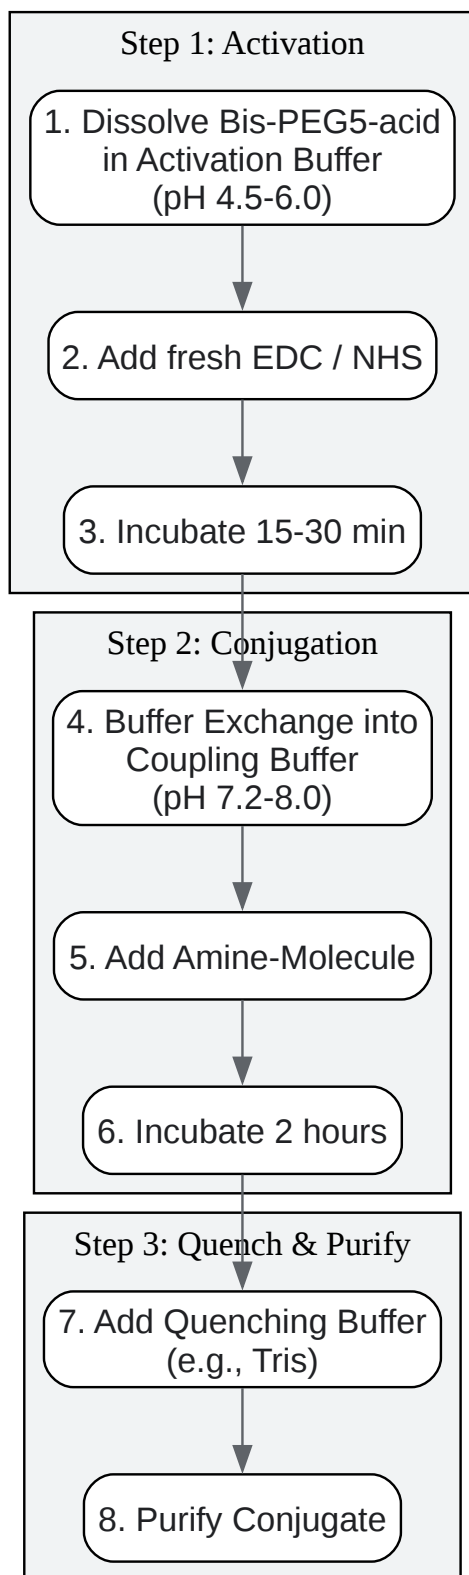 Step 1: Activation
1. Dissolve Bis-PEG5-acid
in Activation Buffer
(pH 4.5-6.0)
2. Add fresh EDC / NHS
3. Incubate 15-30 min
Step 2: Conjugation
4. Buffer Exchange into
Coupling Buffer
(pH 7.2-8.0)
5. Add Amine-Molecule
6. Incubate 2 hours
Step 3: Quench & Purify
7. Add Quenching Buffer
(e.g., Tris)
8. Purify Conjugate